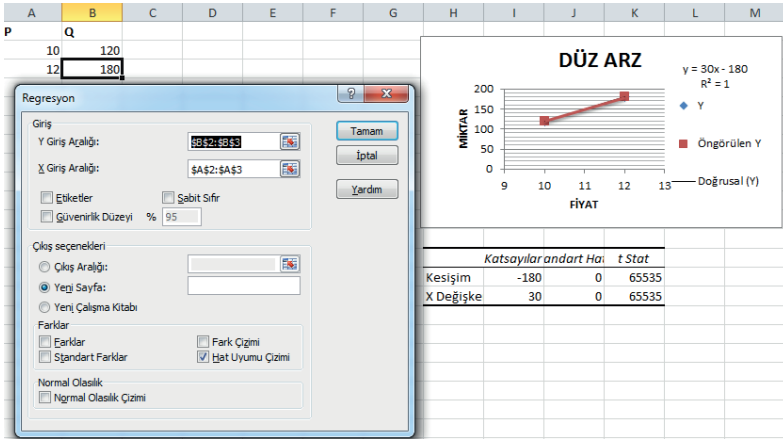 A B C D E F G H I J K L M
P Q
10 120
12 180
Regresyon
Giriş
Y Giriş Aralığı: $B$2:$B$3
X Giriş Aralığı: $A$2:$A$3
Etiketler Sabit Sıfır
Güvenirlik Düzeyi % 95
Tamam
İptal
Yardım
Çıkış seçenekleri
Çıkış Aralığı:
Yeni Sayfa:
Yeni Çalışma Kitabı
Farklar
Farklar Fark Çizimi
Standart Farklar Hat Uyumu Çizimi
Normal Olasılık
Normal Olasılık Çizimi
DÜZ ARZ
y = 30x - 180
R² = 1
MİKTAR
200
150
100
50
0
9 10 11 12 13
FİYAT
Y
Öngörülen Y
Doğrusal (Y)
Katsayılar andart Hat t Stat
Kesişim -180 0 65535
X Değişke 30 0 65535